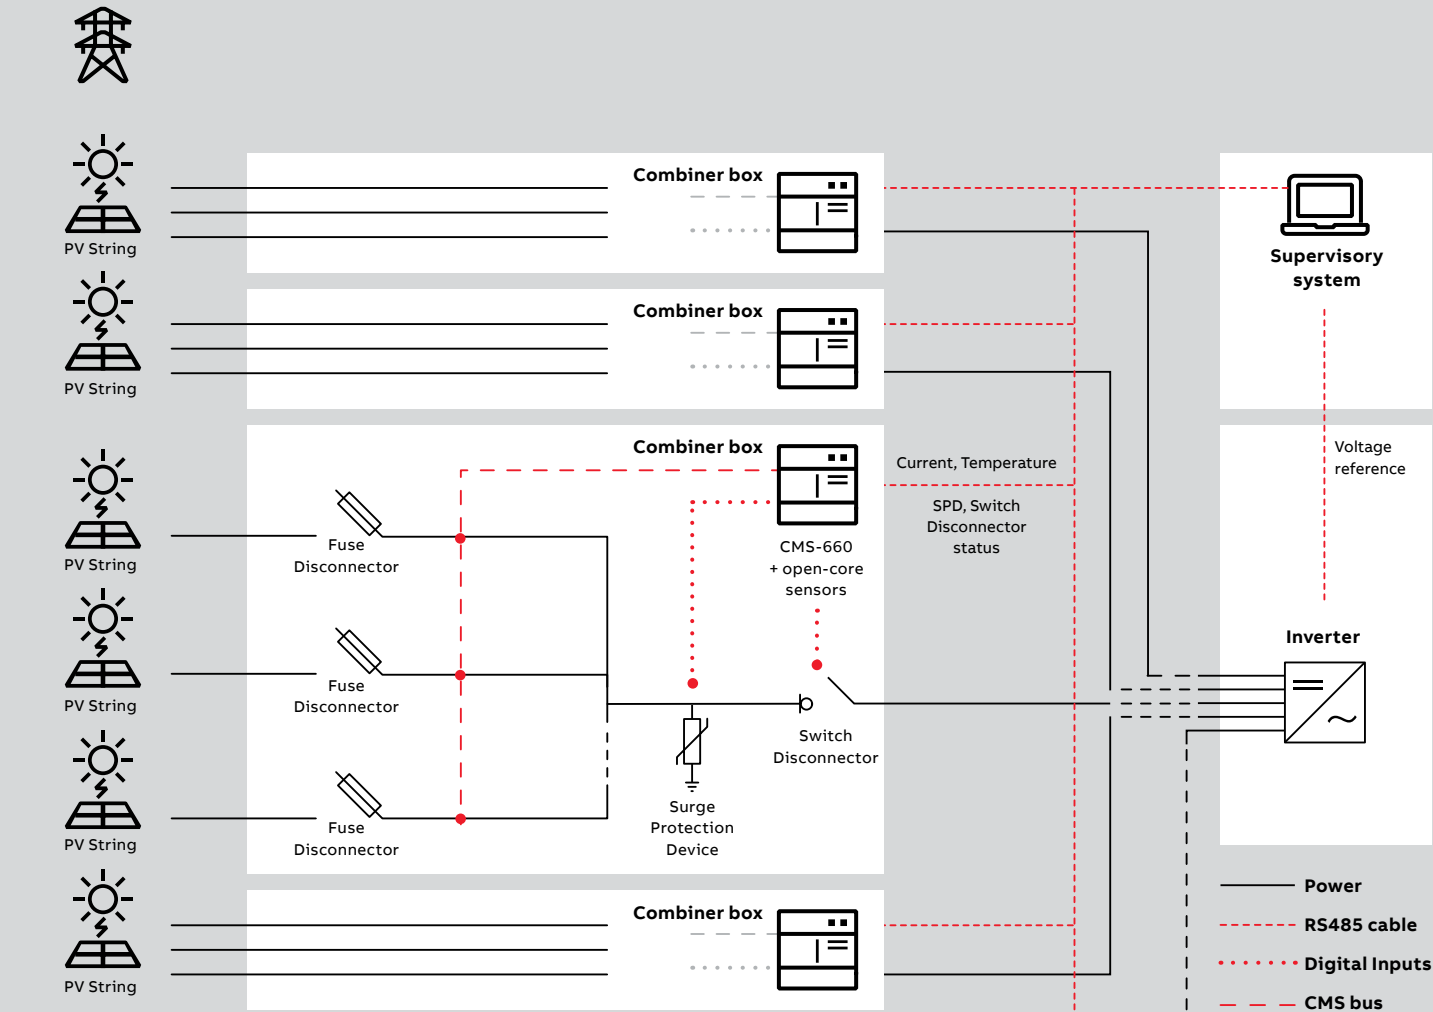 Combiner box
PV String
Supervisory
system
Combiner box
PV String
Combiner box
Current, Temperature
Voltage
reference
SPD, Switch
Disconnector
status
CMS-660
+ open-core
sensors
Fuse
Disconnector
PV String
Inverter
Fuse
Disconnector
PV String
Switch
Disconnector
Surge
Protection
Device
Fuse
Disconnector
PV String
Combiner box
PV String
Power
RS485 cable
Digital Inputs
CMS bus